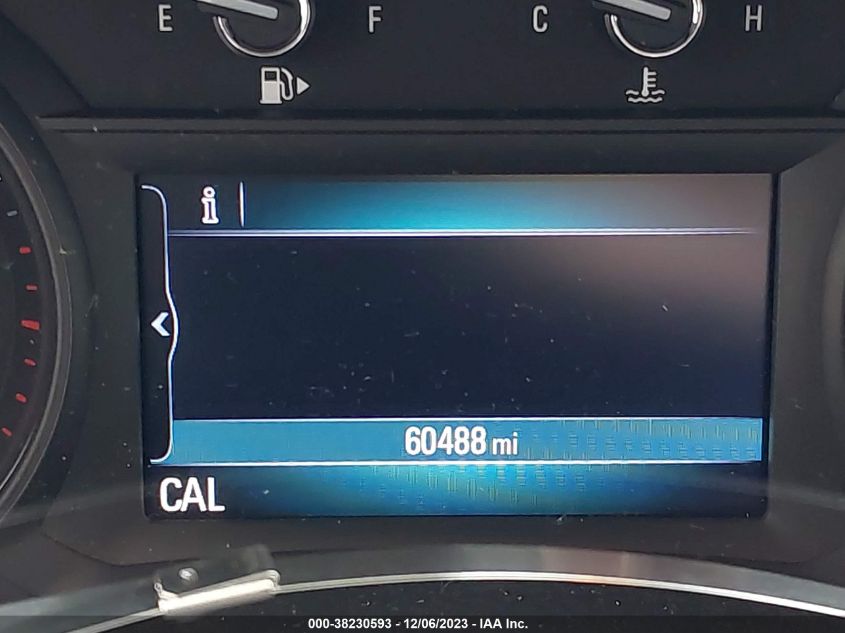 E F C H
i
60488 mi
CAL
000-38230593 - 12/06/2023 - IAA Inc.